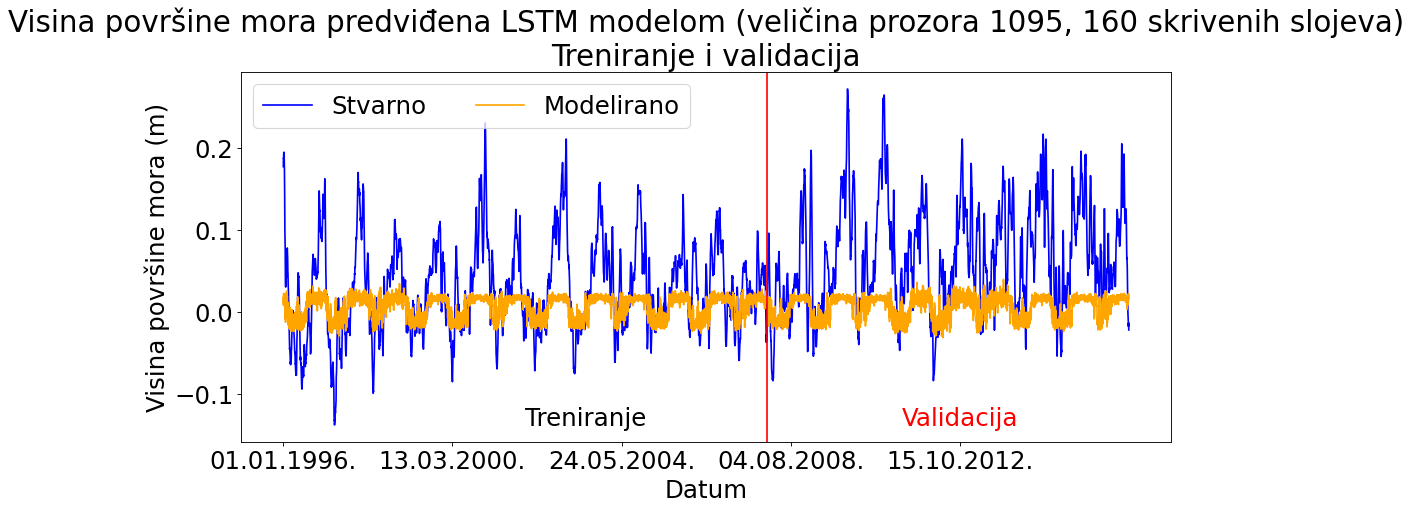 Visina površine mora predviđena LSTM modelom (veličina prozora 1095, 160 skrivenih slojeva)
Treniranje i validacija
Stvarno
Modelirano
Visina površine mora (m)
0.2
0.1
0.0
−0.1
Treniranje
Validacija
01.01.1996.
13.03.2000.
24.05.2004.
04.08.2008.
15.10.2012.
Datum